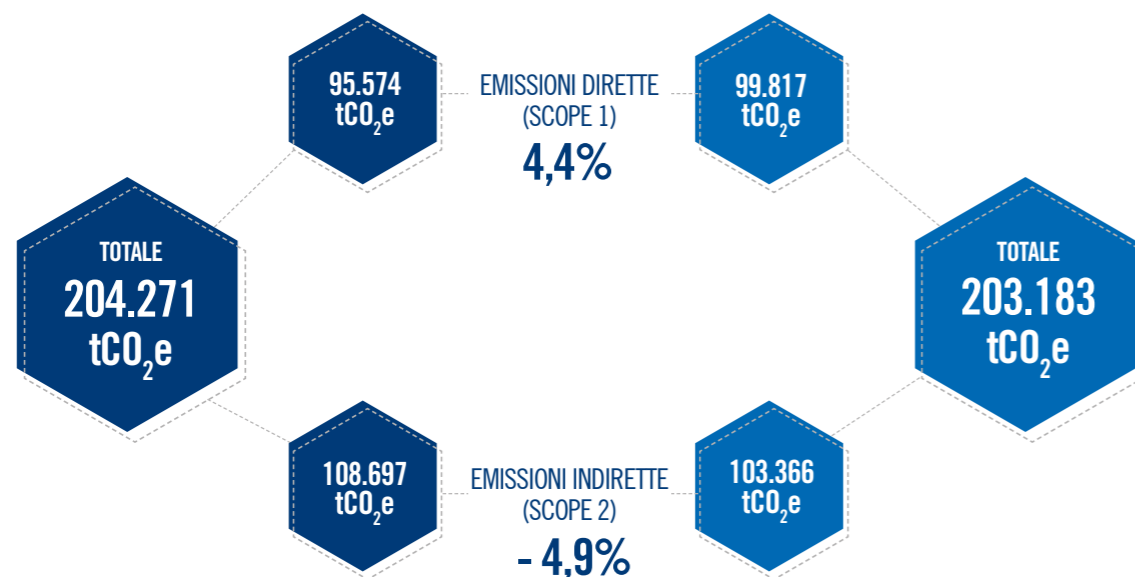 95.574
tCO₂e
EMISSIONI DIRETTE
(SCOPE 1)
4,4%
99.817
tCO₂e
TOTALE
204.271
tCO₂e
TOTALE
203.183
tCO₂e
108.697
tCO₂e
EMISSIONI INDIRETTE
(SCOPE 2)
- 4,9%
103.366
tCO₂e